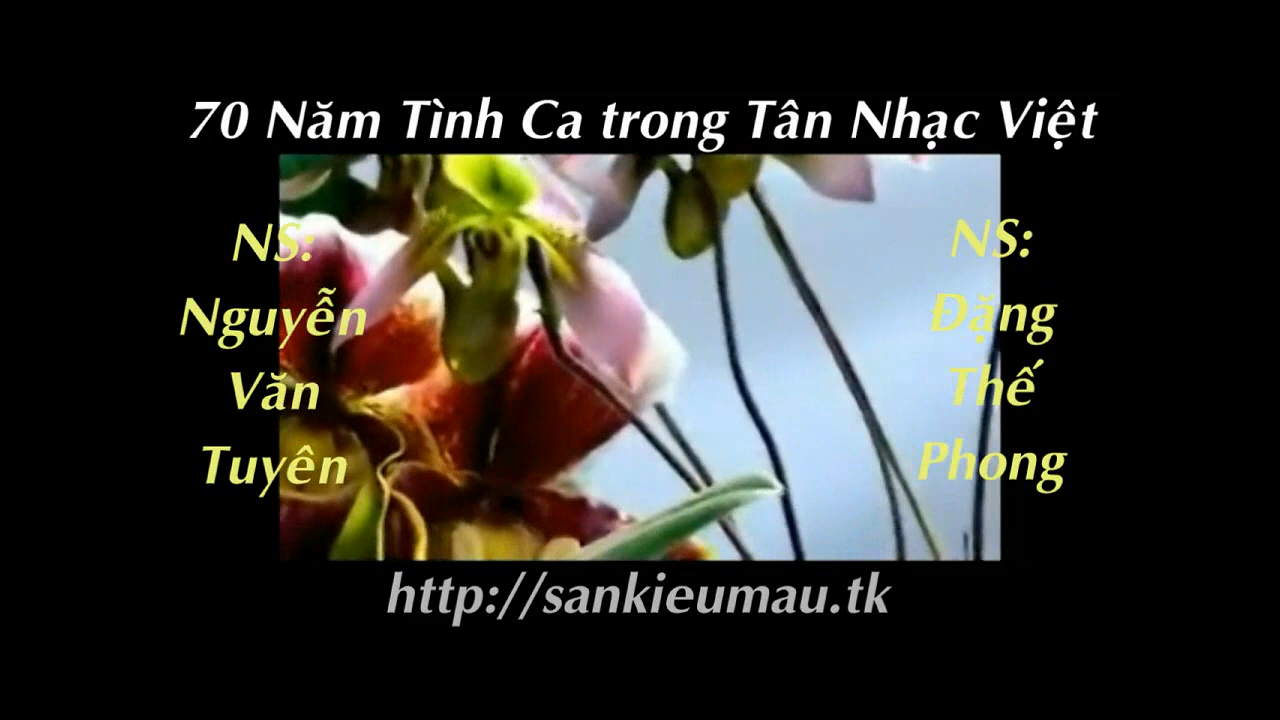 70 Năm Tình Ca trong Tân Nhạc Việt
NS:
Nguyễn
Văn
Tuyên
NS:
Đặng
Thế
Phong
http://sankieumau.tk